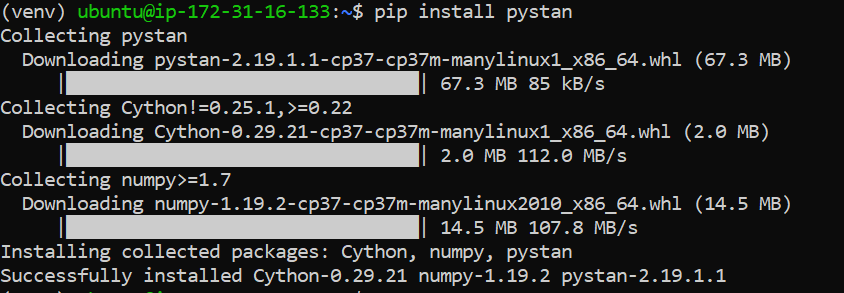 (venv) ubuntu@ip-172-31-16-133:~$ pip install pystan
Collecting pystan
  Downloading pystan-2.19.1.1-cp37-cp37m-manylinux1_x86_64.whl (67.3 MB)
     |████████████████████████████████| 67.3 MB 85 kB/s
Collecting Cython!=0.25.1,>=0.22
  Downloading Cython-0.29.21-cp37-cp37m-manylinux1_x86_64.whl (2.0 MB)
     |████████████████████████████████| 2.0 MB 112.0 MB/s
Collecting numpy>=1.7
  Downloading numpy-1.19.2-cp37-cp37m-manylinux2010_x86_64.whl (14.5 MB)
     |████████████████████████████████| 14.5 MB 107.8 MB/s
Installing collected packages: Cython, numpy, pystan
Successfully installed Cython-0.29.21 numpy-1.19.2 pystan-2.19.1.1